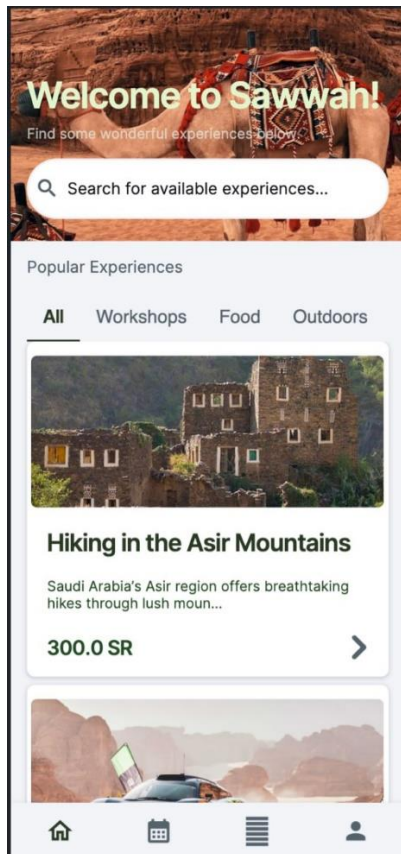 Welcome to Sawwah!
Find some wonderful experiences below.
Search for available experiences...
Popular Experiences
All Workshops Food Outdoors
Hiking in the Asir Mountains
Saudi Arabia's Asir region offers breathtaking
hikes through lush moun...
300.0 SR